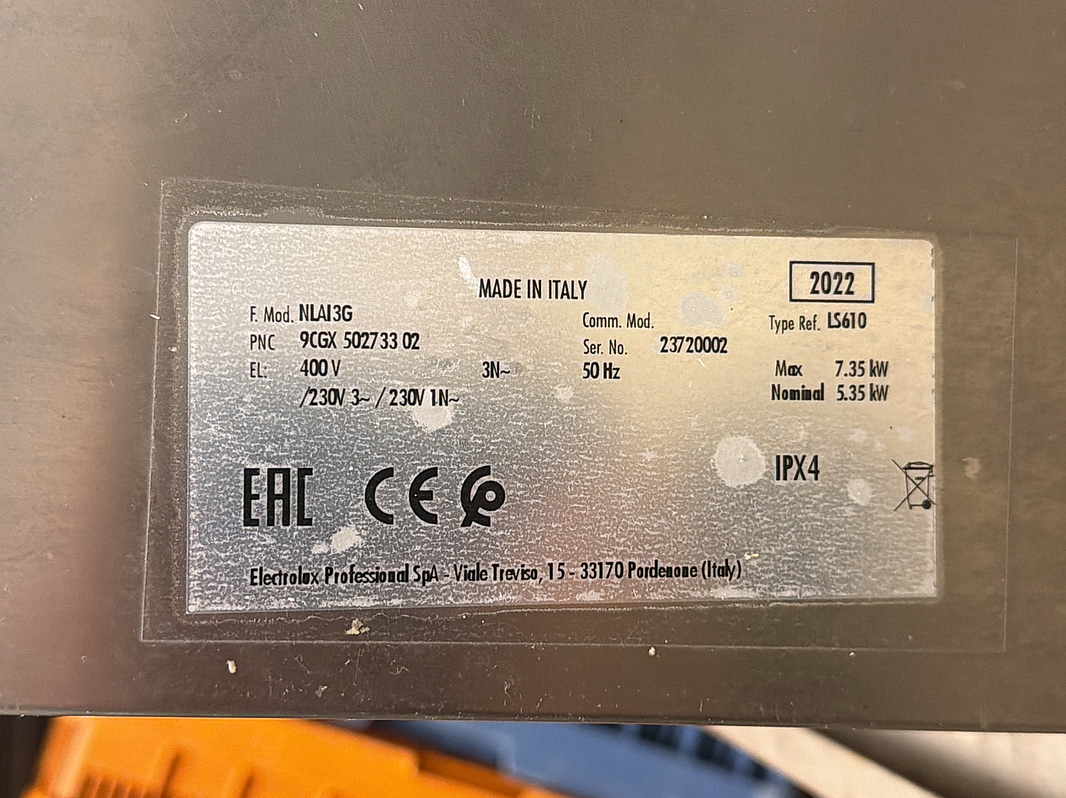 MADE IN ITALY 2022
F. Mod. NLAI3G Comm. Mod. Type Ref. LS610
PNC 9CGX 502733 02 Ser. No. 23720002
EL: 400 V 3N~ 50 Hz Max 7.35 kW
/230V 3~ / 230V 1N~ Nominal 5.35 kW
EAC CE IPX4
Electrolux Professional SpA - Viale Treviso, 15 - 33170 Pordenone (Italy)